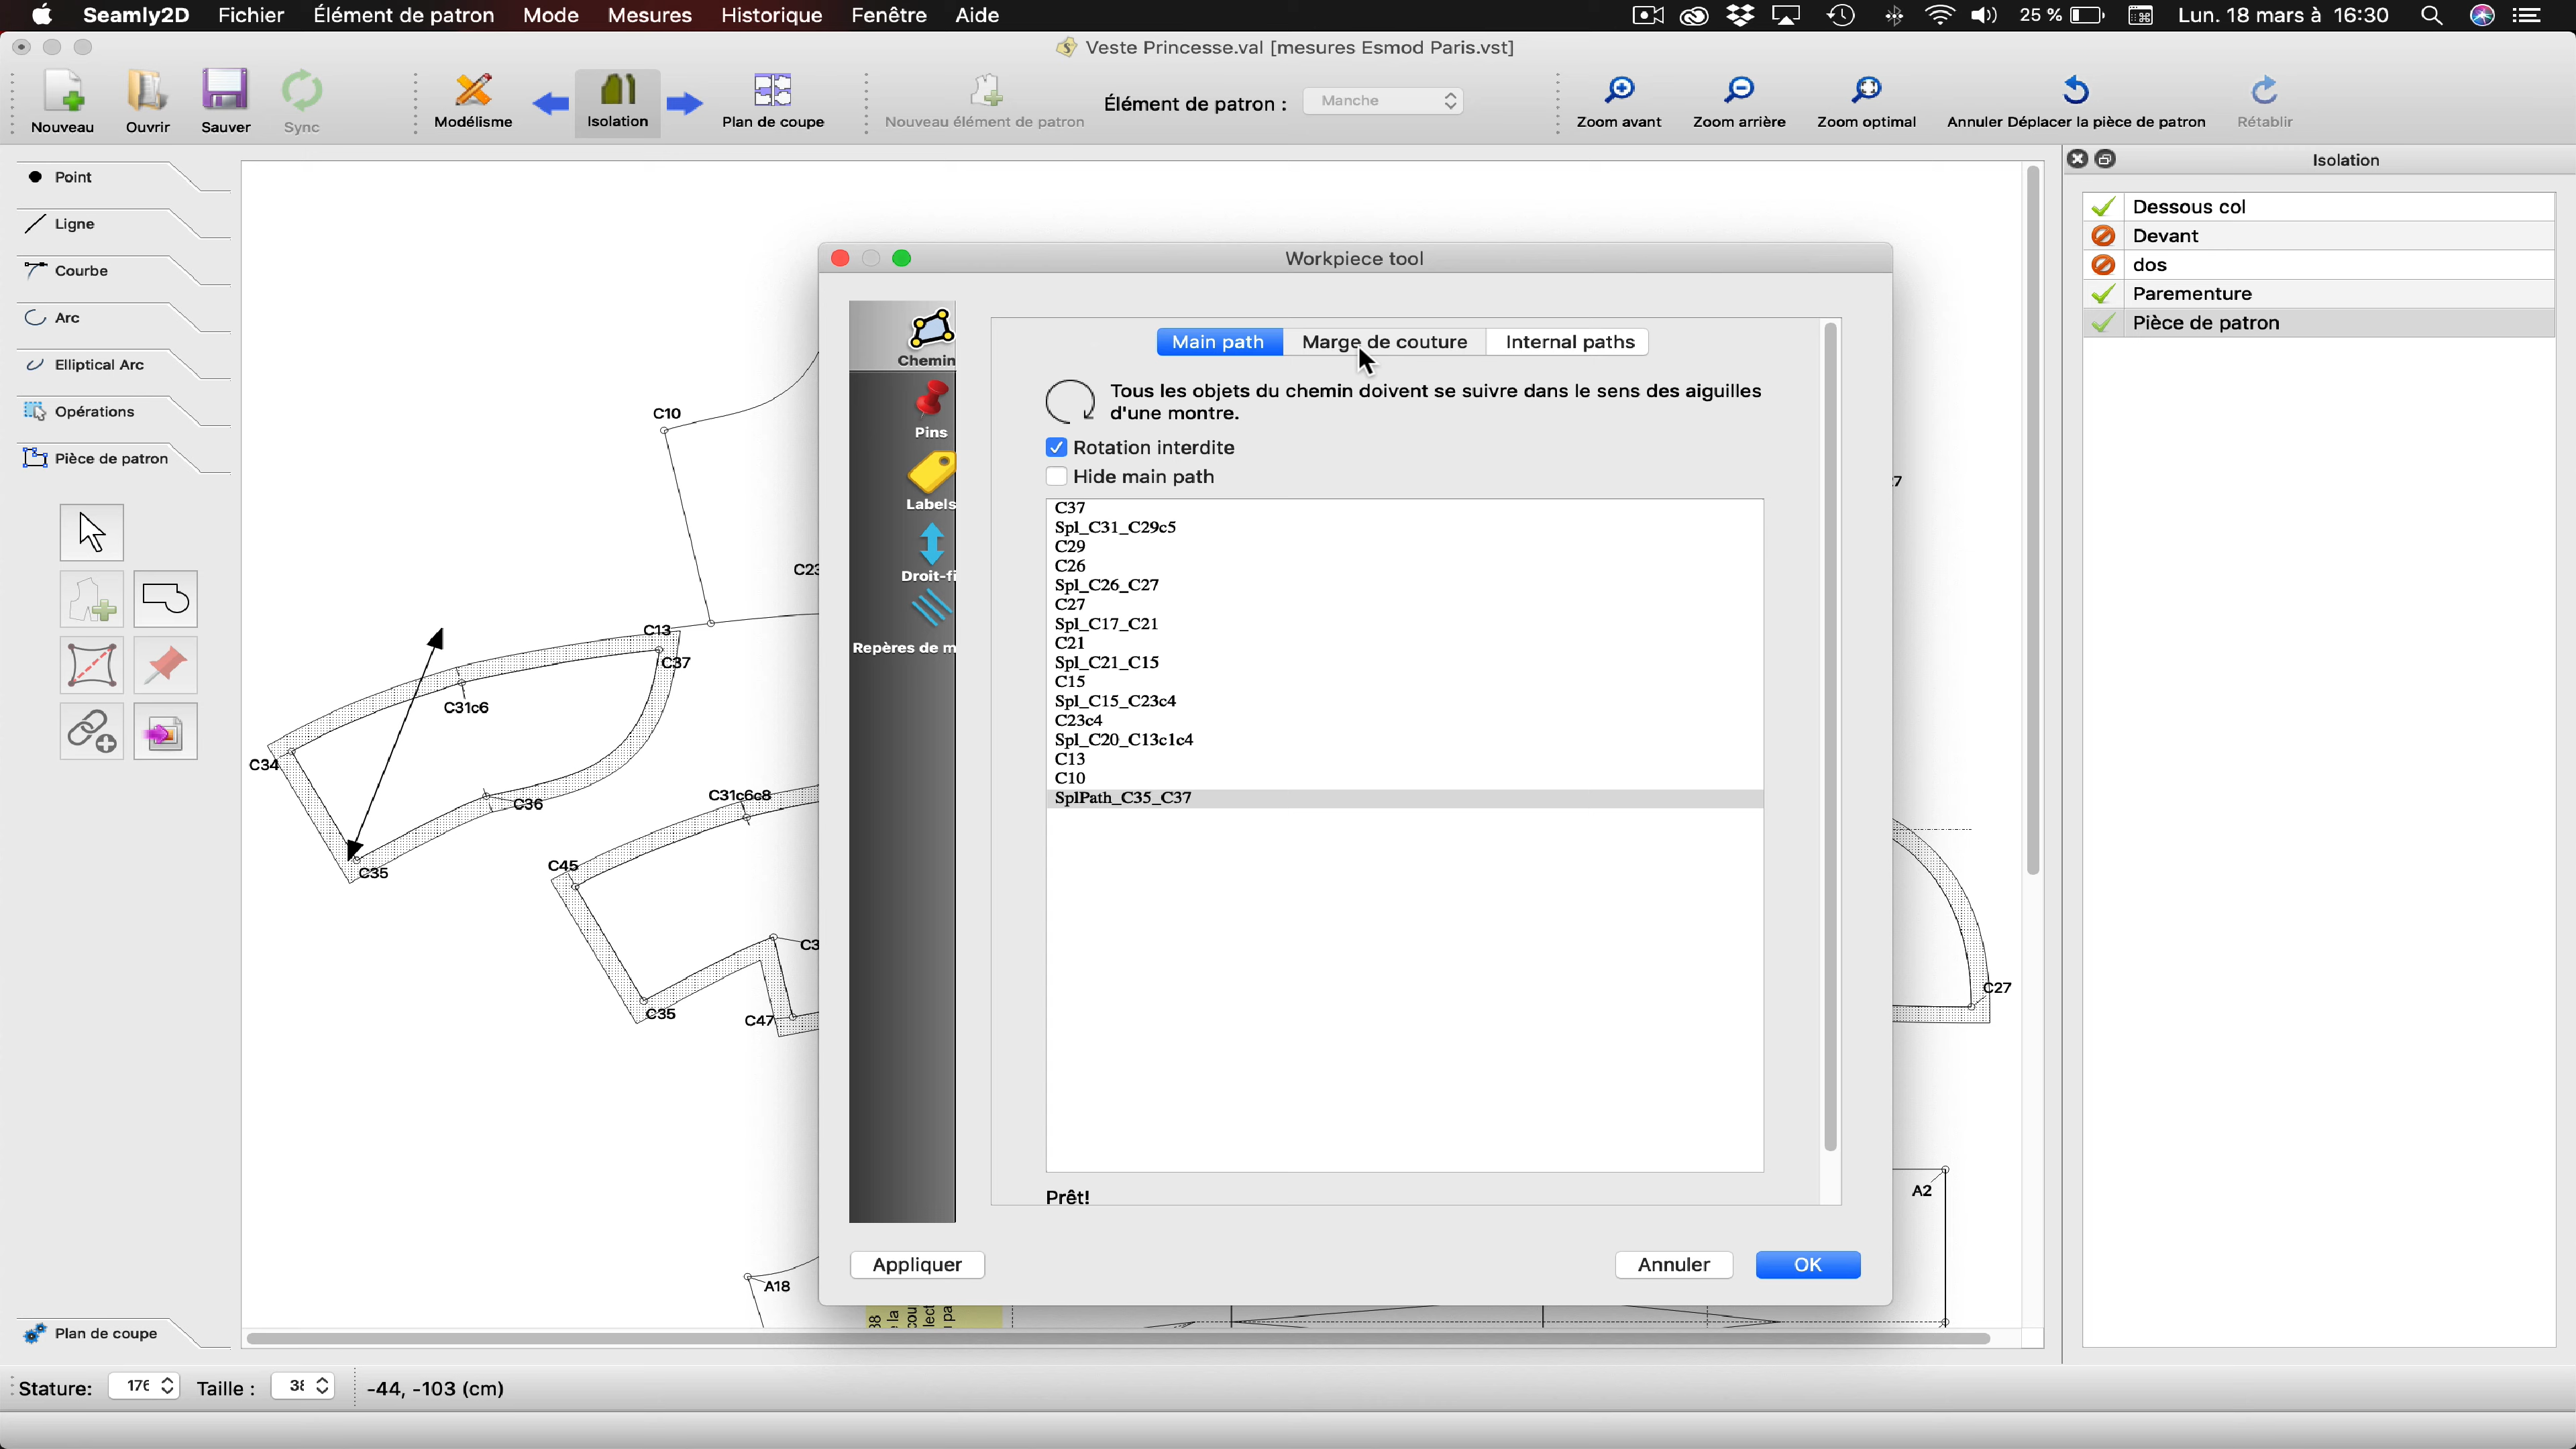 Seamly2D Fichier Élément de patron Mode Mesures Historique Fenêtre Aide 25 % Lun. 18 mars à 16:30
Veste Princesse.val [mesures Esmod Paris.vst]
Nouveau Ouvrir Sauver Sync Modélisme Isolation Plan de coupe Nouveau élément de patron Élément de patron : Manche Zoom avant Zoom arrière Zoom optimal Annuler Déplacer la pièce de patron Rétablir
Point
Ligne
Courbe
Arc
Elliptical Arc
Opérations
Pièce de patron
Plan de coupe
C10
C23
C13
C37
C31c6
C34
C36
C35
C31c6c8
C45
C35
C47
A18
Workpiece tool
Chemin
Pins
Labels
Droit-fi
Repères de m
Main path Marge de couture Internal paths
Tous les objets du chemin doivent se suivre dans le sens des aiguilles
d'une montre.
Rotation interdite
Hide main path
C37
Spl_C31_C29c5
C29
C26
Spl_C26_C27
C27
Spl_C17_C21
C21
Spl_C21_C15
C15
Spl_C15_C23c4
C23c4
Spl_C20_C13c1c4
C13
C10
SplPath_C35_C37
Prêt!
Appliquer Annuler OK
C27
A2
Isolation
Dessous col
Devant
dos
Parementure
Pièce de patron
Stature: 176 Taille : 38 -44, -103 (cm)